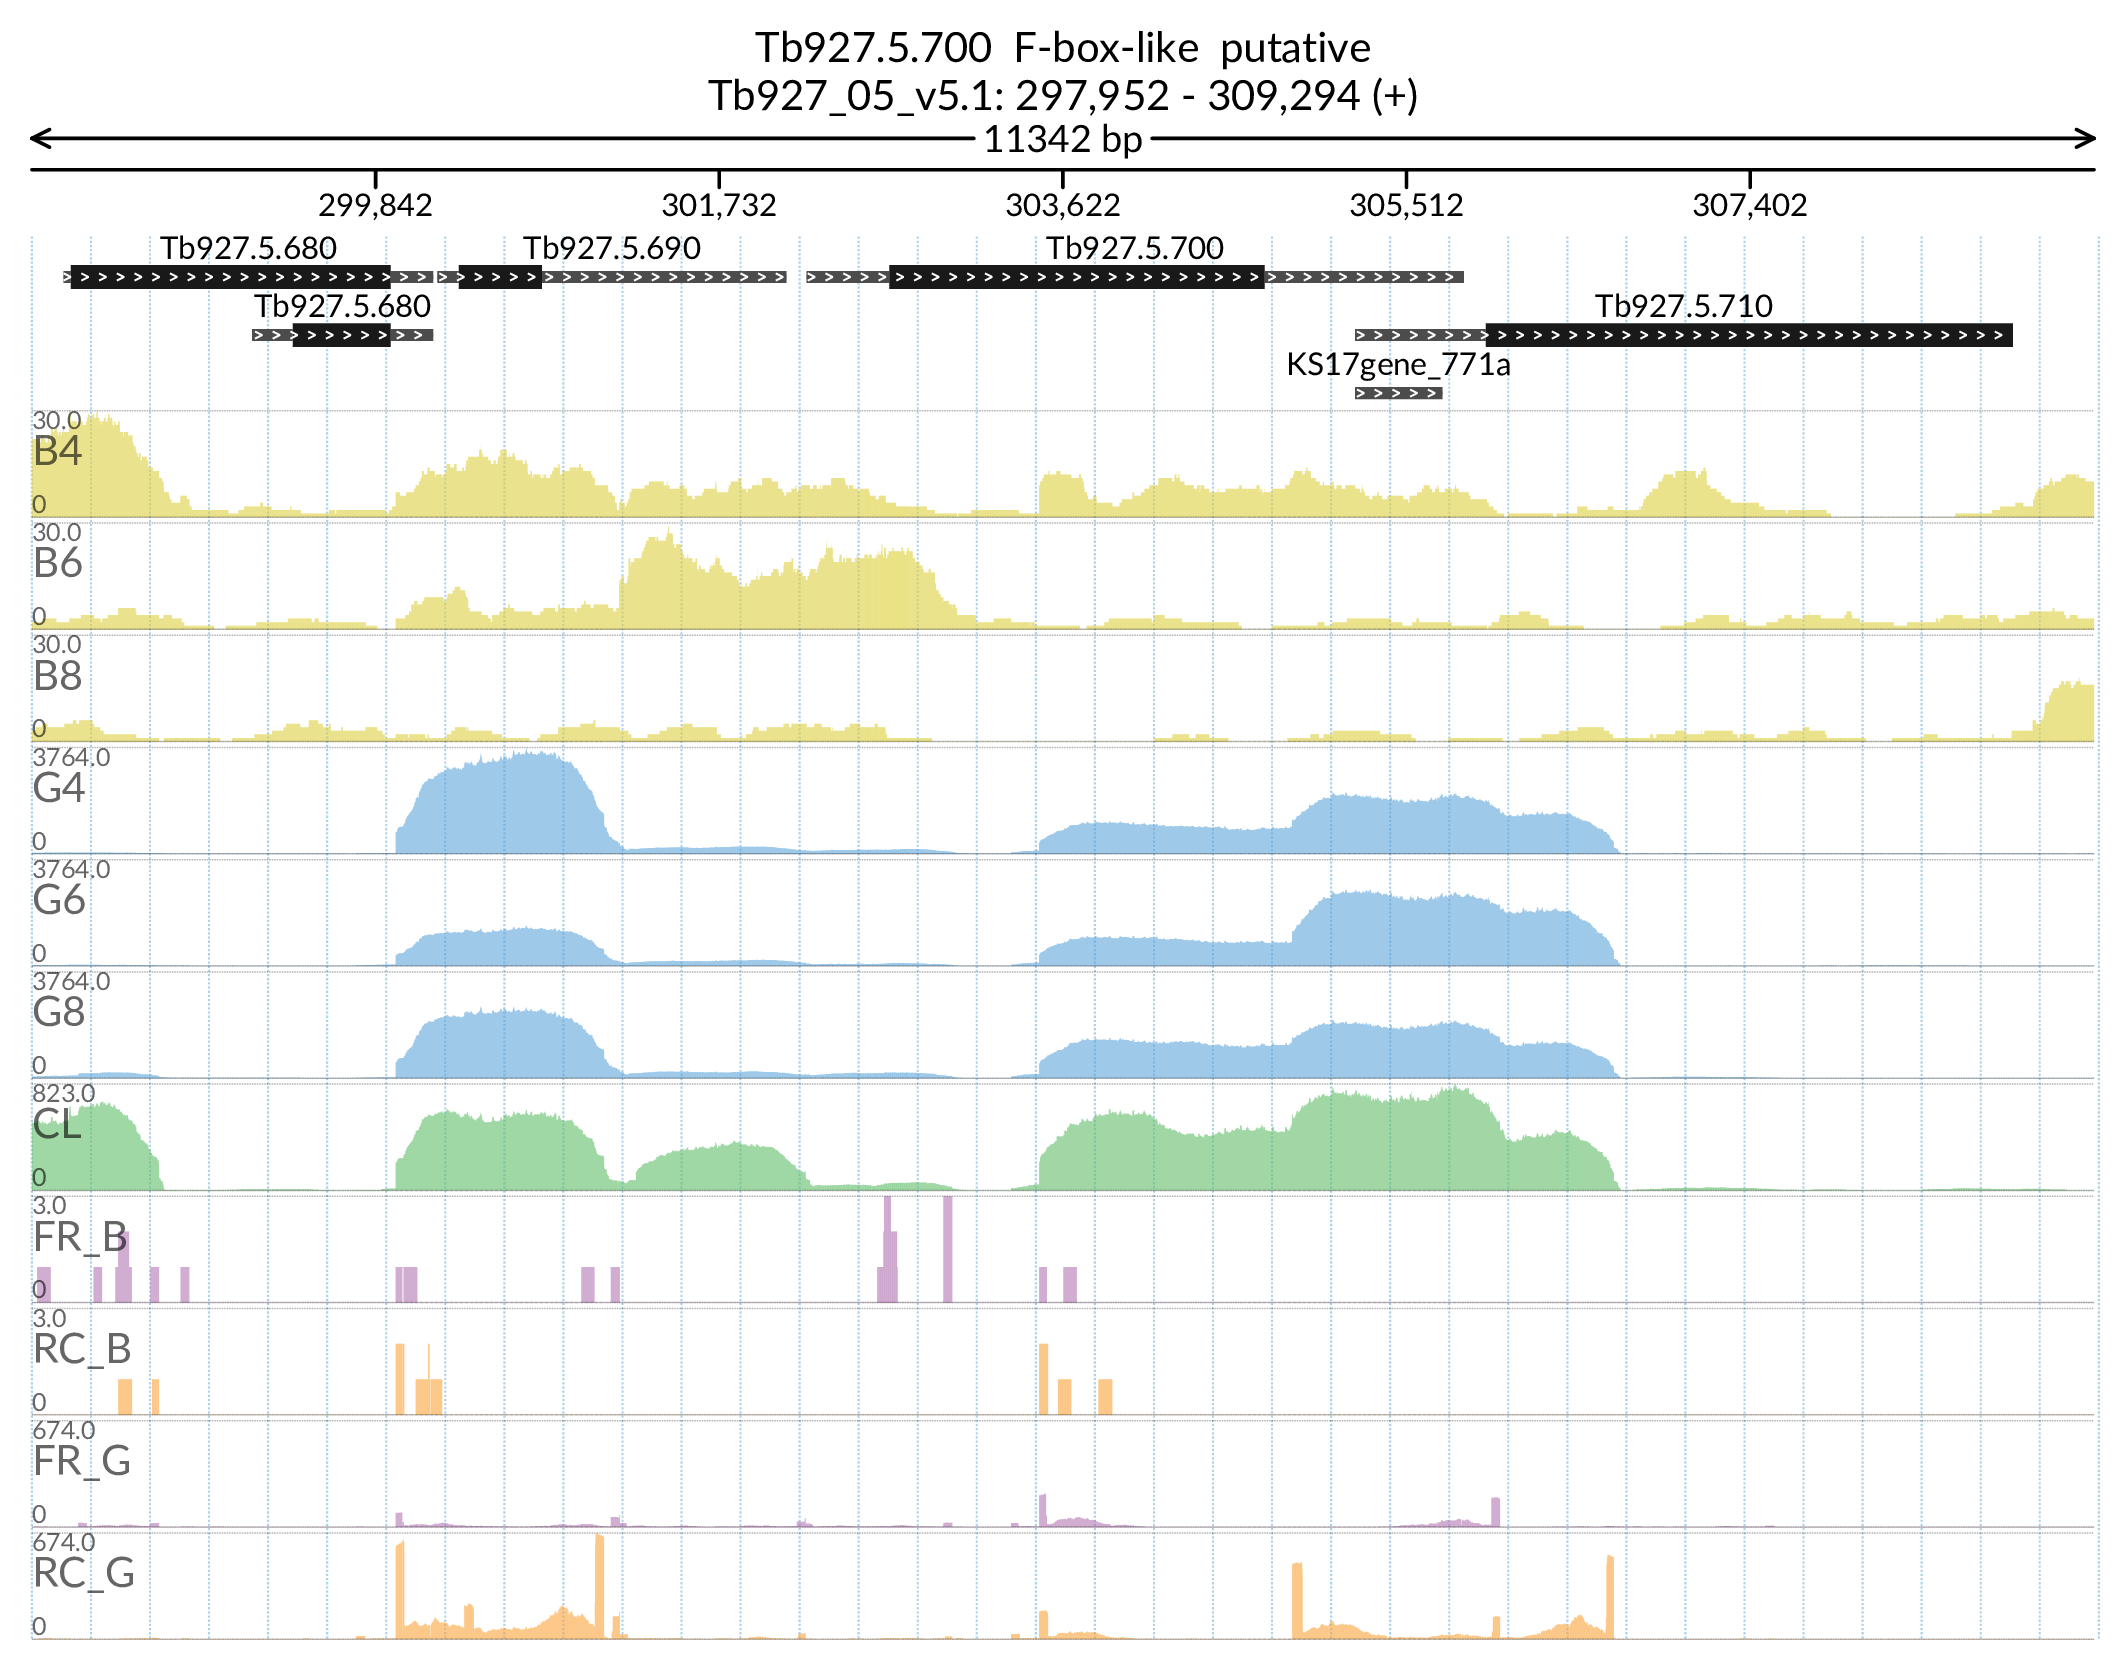 Tb927.5.700 F-box-like putative
Tb927_05_v5.1: 297,952 - 309,294 (+)
11342 bp
299,842 301,732 303,622 305,512 307,402
Tb927.5.680 Tb927.5.690 Tb927.5.700
Tb927.5.680 Tb927.5.710
KS17gene_771a
30.0
B4
0
30.0
B6
0
30.0
B8
0
3764.0
G4
0
3764.0
G6
0
3764.0
G8
0
823.0
CL
0
3.0
FR_B
0
3.0
RC_B
0
674.0
FR_G
0
674.0
RC_G
0